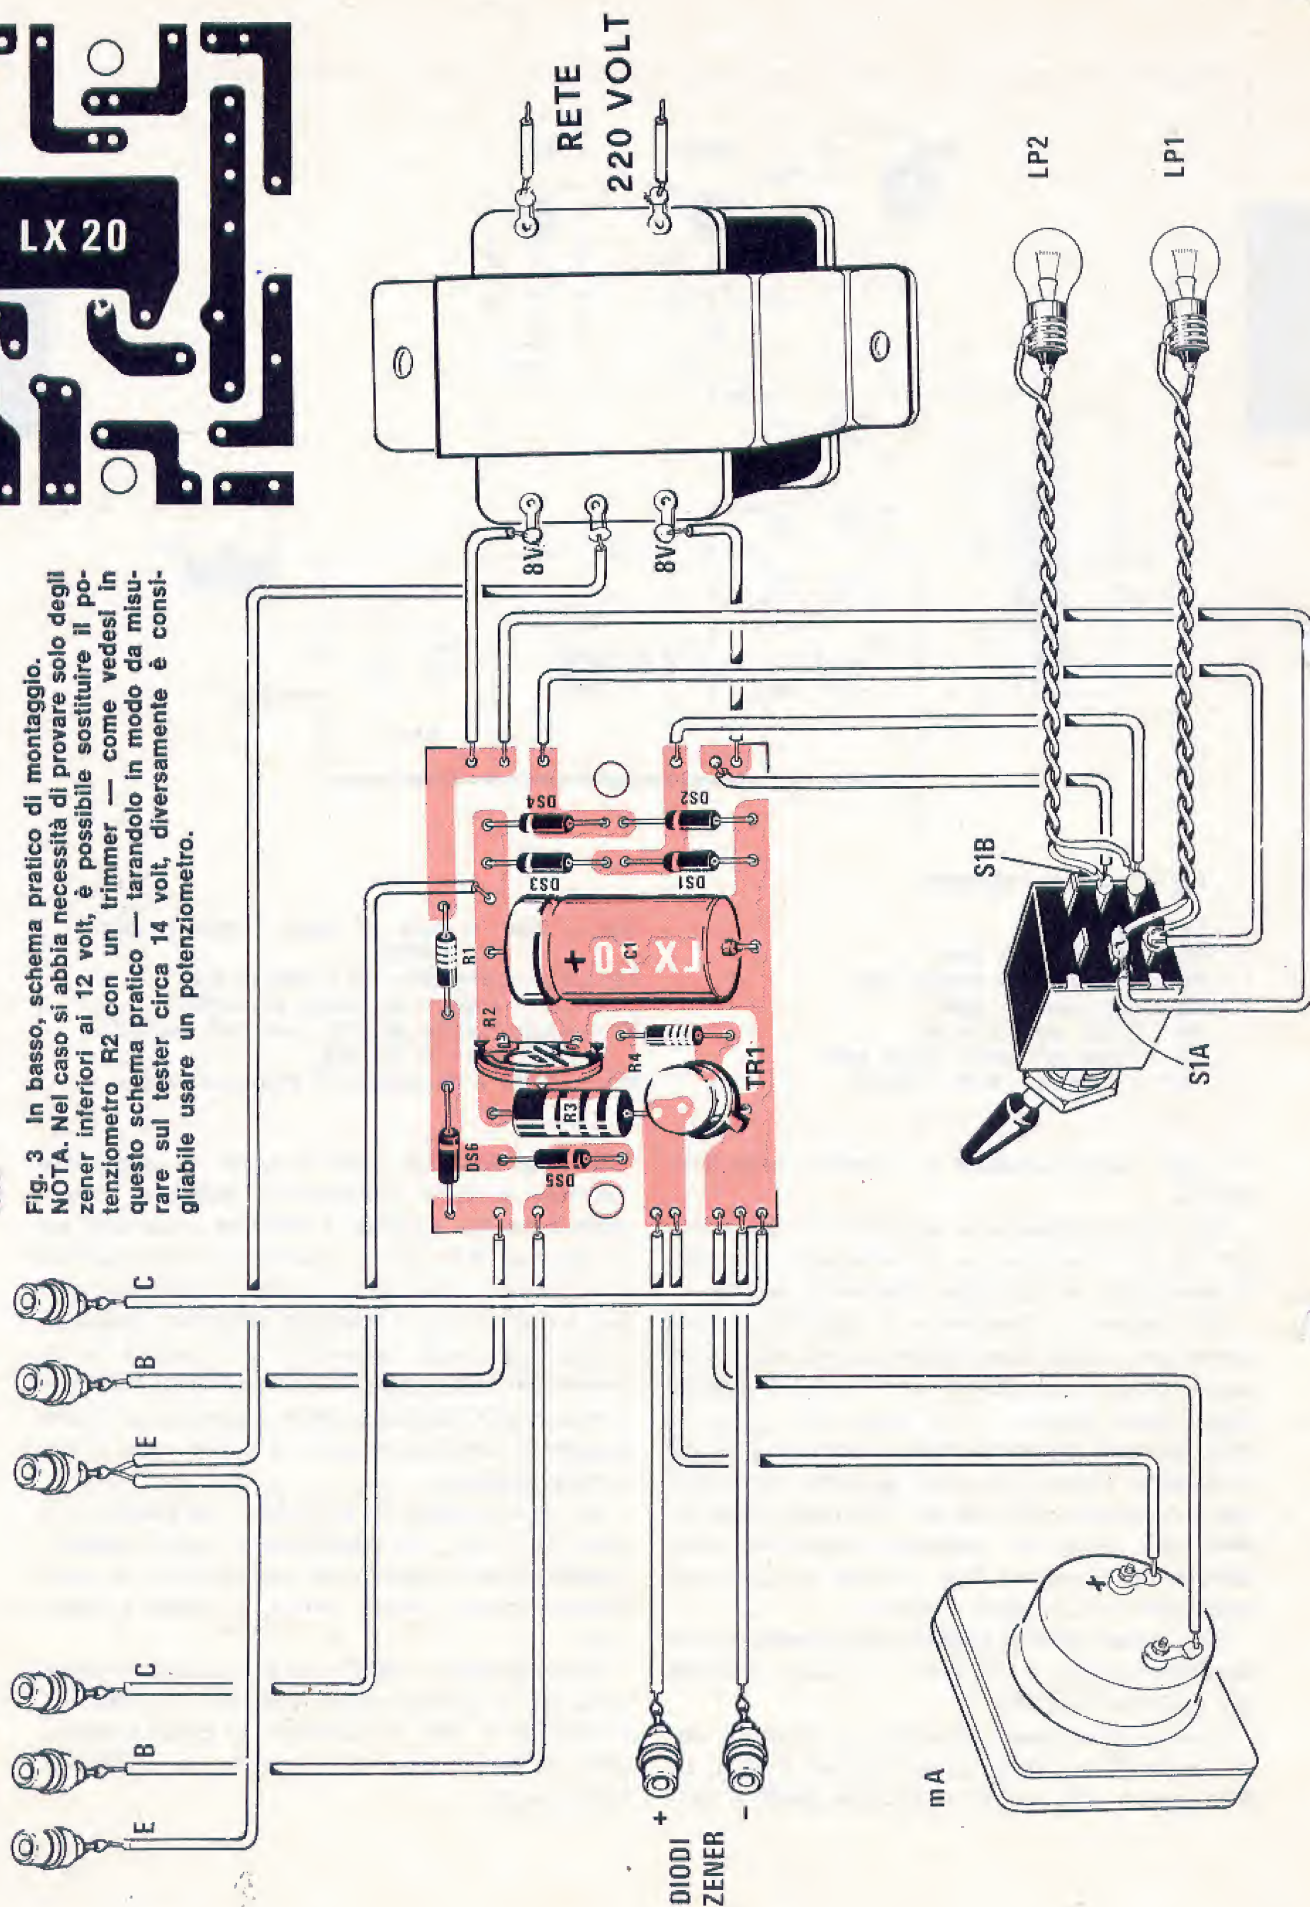 LX 20
Fig. 3 In basso, schema pratico di montaggio.
NOTA. Nel caso si abbia necessità di provare solo degli
zener inferiori ai 12 volt, è possibile sostituire il po-
tenziometro R2 con un trimmer — come vedesi in
questo schema pratico — tarandolo in modo da misu-
rare sul tester circa 14 volt, diversamente è consi-
gliabile usare un potenziometro.
RETE
220 VOLT
8V
8V
LP2
LP1
S1B
S1A
DS4
DS2
DS3
DS1
R1
+
LX 20
C1
R2
R4
R3
TR1
DS6
DS5
C
B
E
C
B
E
+
-
DIODI
ZENER
mA
+